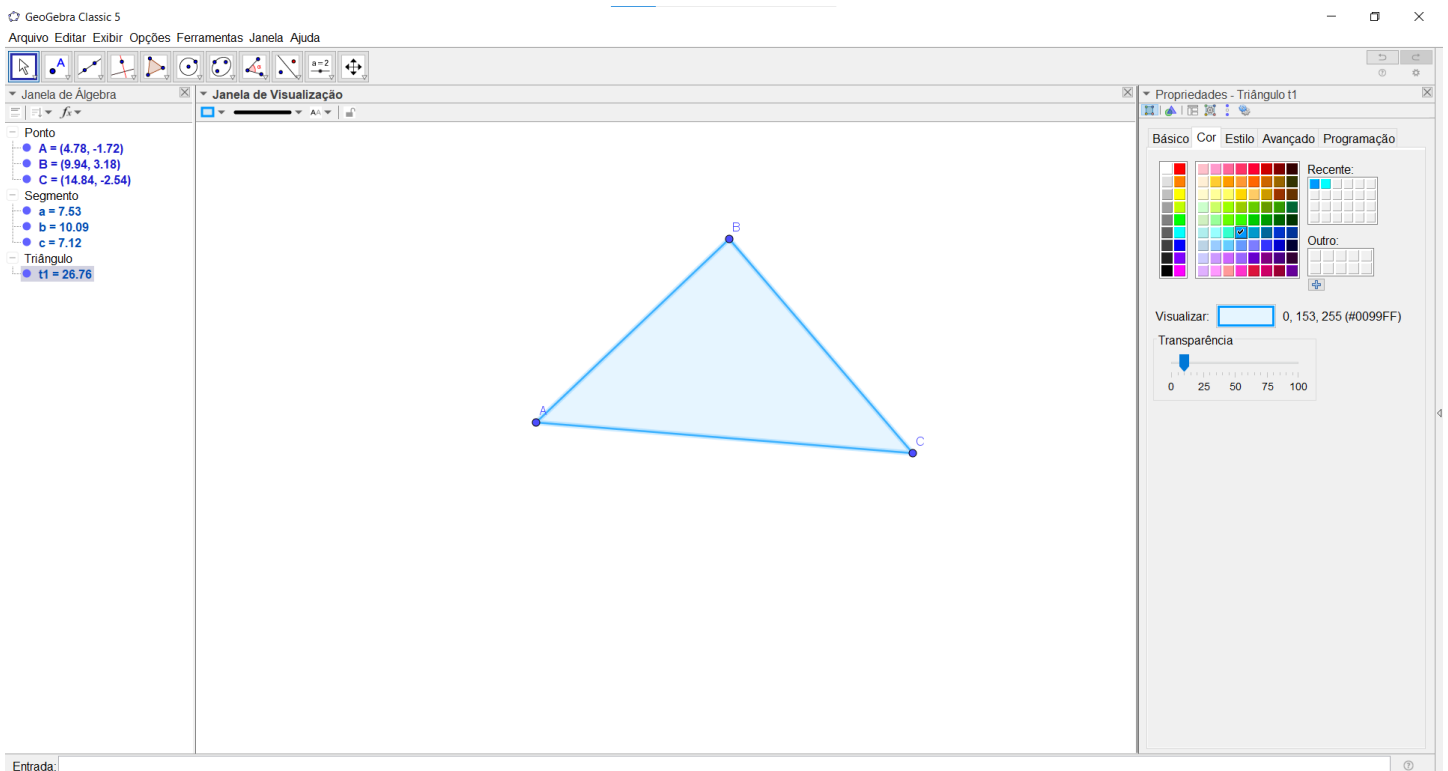 GeoGebra Classic 5
Arquivo Editar Exibir Opções Ferramentas Janela Ajuda
A
a=2
Janela de Álgebra
fx
Ponto
A = (4.78, -1.72)
B = (9.94, 3.18)
C = (14.84, -2.54)
Segmento
a = 7.53
b = 10.09
c = 7.12
Triângulo
t1 = 26.76
Janela de Visualização
AA
B
A
C
Propriedades - Triângulo t1
Básico Cor Estilo Avançado Programação
Recente:
Outro:
Visualizar: 0, 153, 255 (#0099FF)
Transparência
0 25 50 75 100
Entrada: